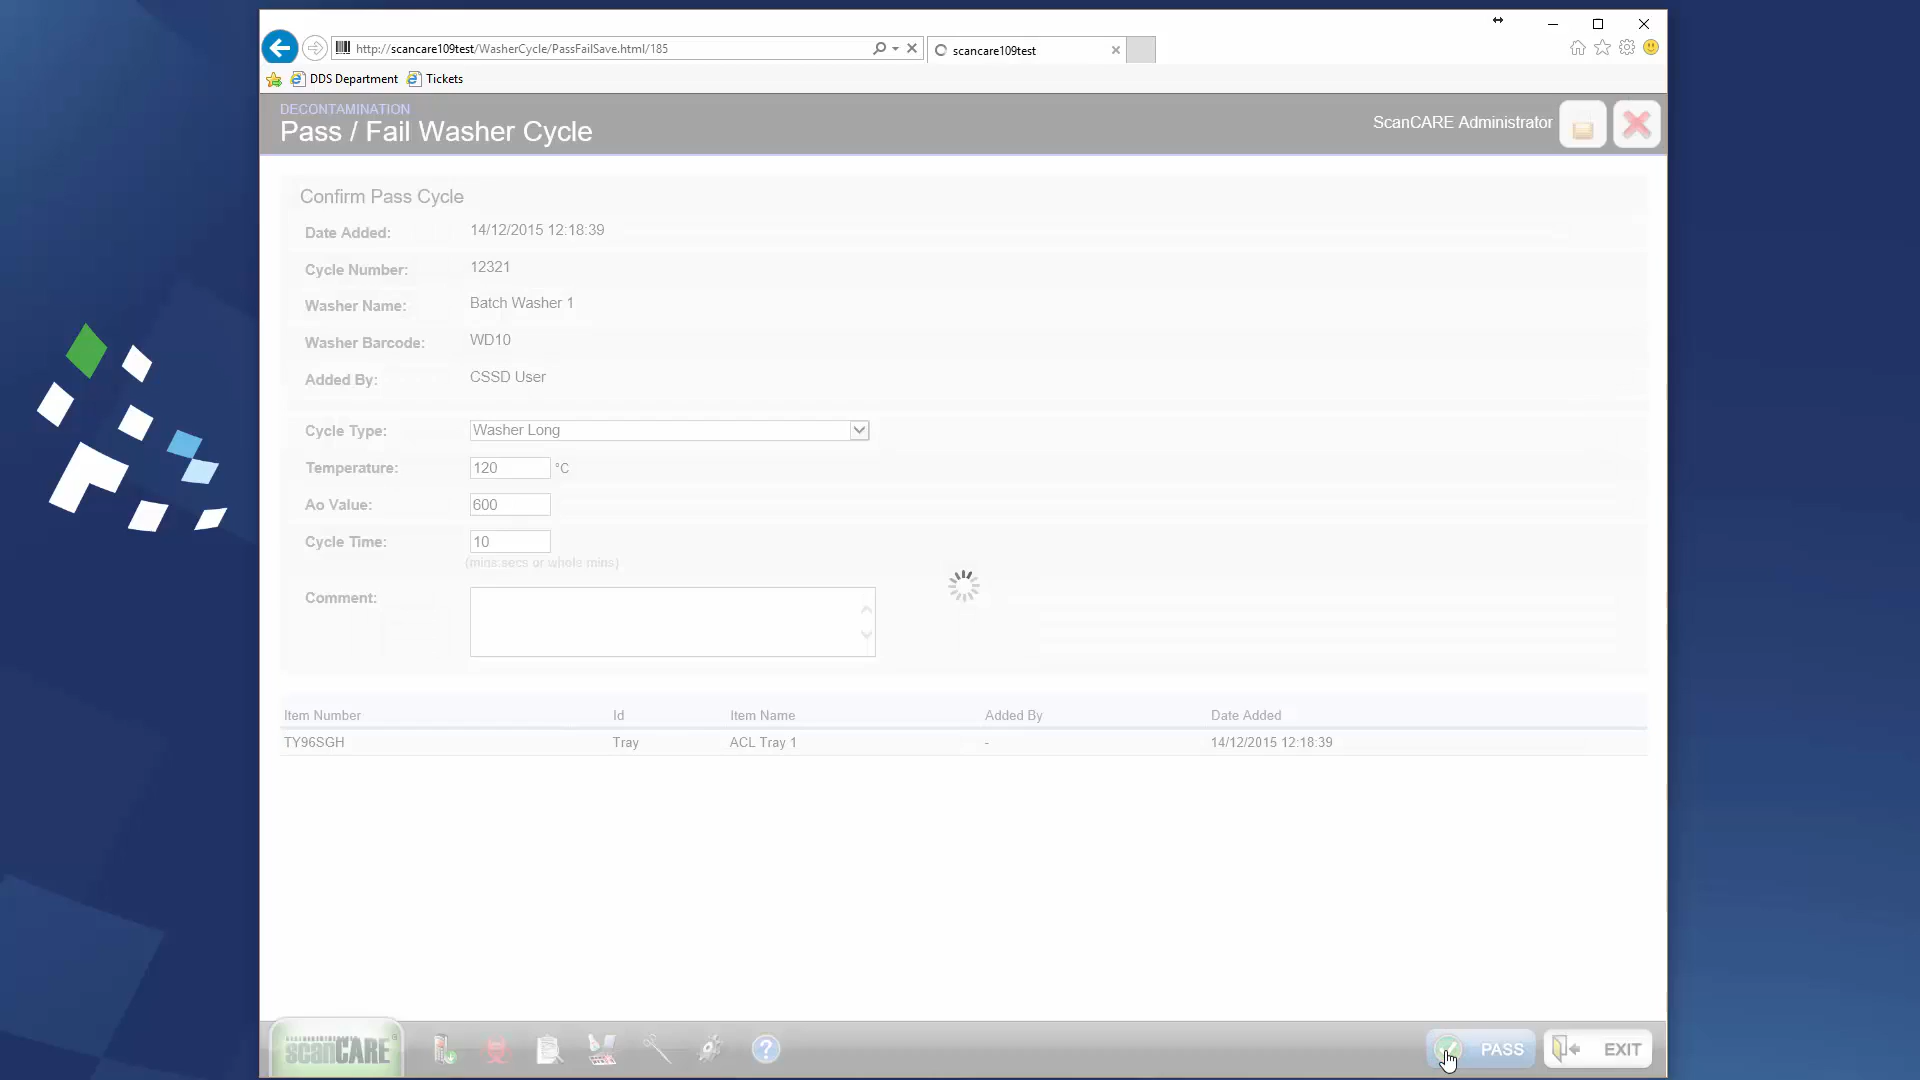 http://scancare109test/WasherCycle/PassFailSave.html/185
scancare109test
DDS Department
Tickets
DECONTAMINATION
Pass / Fail Washer Cycle
ScanCARE Administrator
Confirm Pass Cycle
Date Added: 14/12/2015 12:18:39
Cycle Number: 12321
Washer Name: Batch Washer 1
Washer Barcode: WD10
Added By: CSSD User
Cycle Type: Washer Long
Temperature: 120 °C
Ao Value: 600
Cycle Time: 10
(mins:secs or whole mins)
Comment:
Item Number Id Item Name Added By Date Added
TY96SGH Tray ACL Tray 1 - 14/12/2015 12:18:39
scanCARE
PASS
EXIT